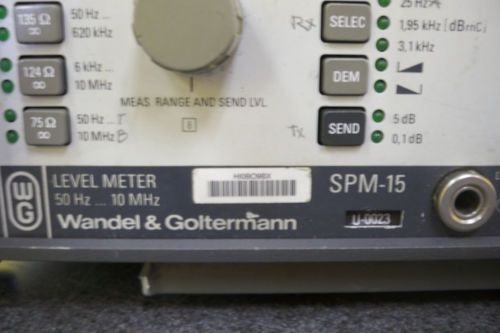 135 Ω
∞
50 Hz ...
620 kHz
124 Ω
∞
6 kHz ...
10 MHz
75 Ω
∞
50 Hz ... T
10 MHz B
MEAS. RANGE AND SEND LVL.
6
25 Hz
Rx
SELEC
1,95 kHz [dBrnC]
3,1 kHz
DEM
Tx
SEND
5 dB
0,1 dB
W
G
LEVEL METER
50 Hz ... 10 MHz
Wandel & Goltermann
SPM-15
U-0023